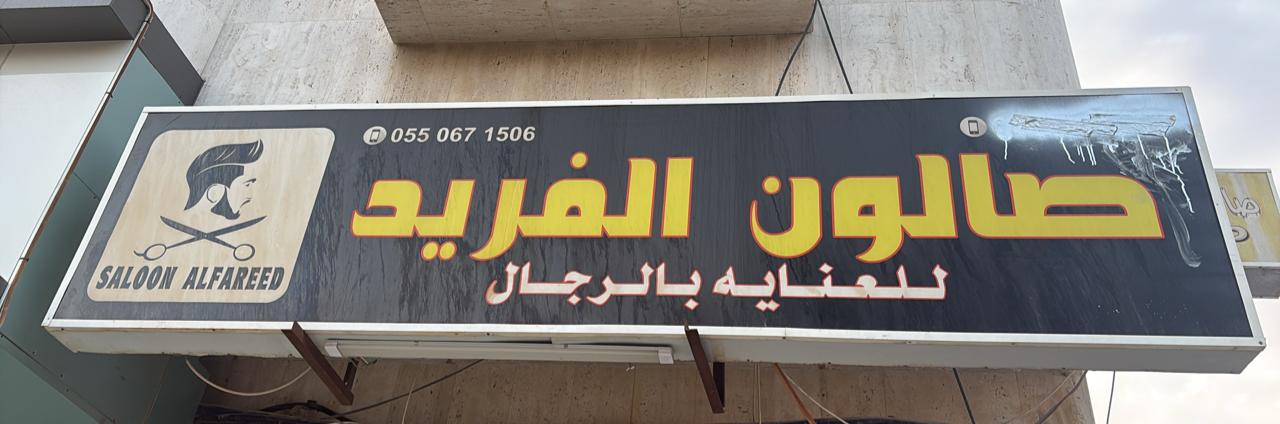 055 067 1506
صالون الفريد
للعنايه بالرجال
SALOON ALFAREED